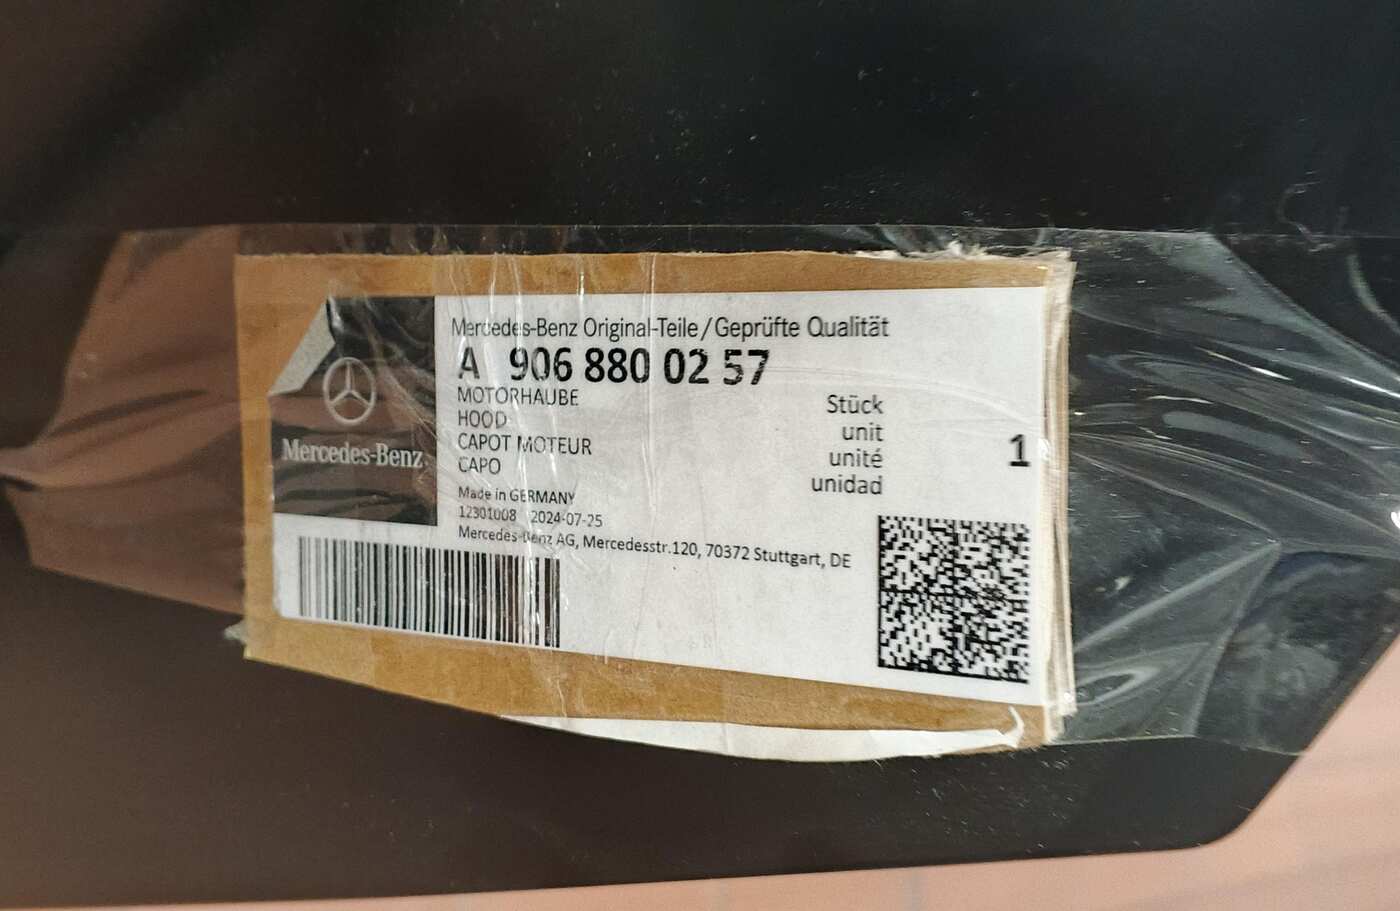 Mercedes-Benz
Mercedes-Benz Original-Teile/Geprüfte Qualität
A 906 880 02 57
MOTORHAUBE
HOOD
CAPOT MOTEUR
CAPO
Stück
unit
unité
unidad
1
Made in GERMANY
12301008 2024-07-25
Mercedes-Benz AG, Mercedesstr.120, 70372 Stuttgart, DE